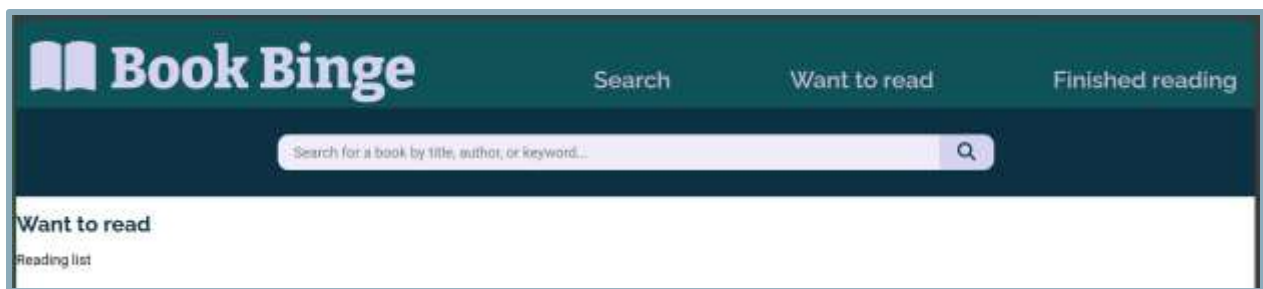 Book Binge
Search Want to read Finished reading
Search for a book by title, author, or keyword...
Want to read
Reading list